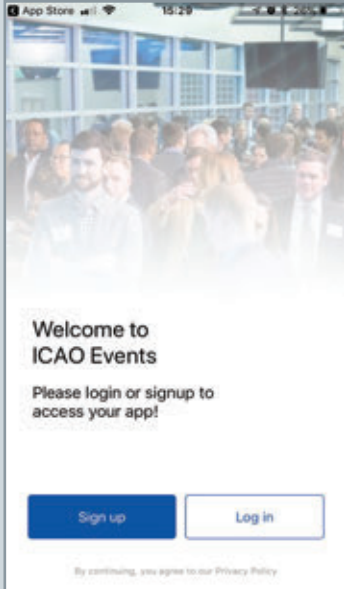 App Store 15:29 26%
Welcome to
ICAO Events
Please login or signup to
access your app!
Sign up Log in
By continuing, you agree to our Privacy Policy